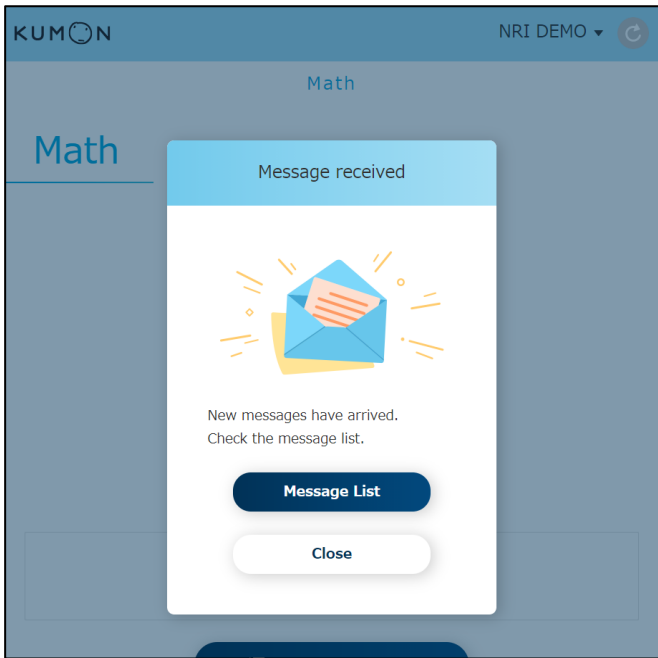 KUMON
NRI DEMO
Math
Math
Message received
New messages have arrived.
Check the message list.
Message List
Close